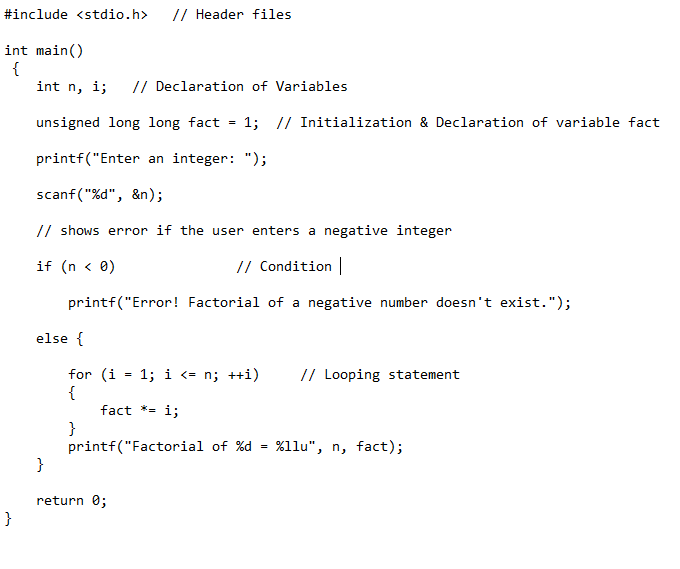 #include <stdio.h>   // Header files
int main()
 {
    int n, i;   // Declaration of Variables
    unsigned long long fact = 1;  // Initialization & Declaration of variable fact
    printf("Enter an integer: ");
    scanf("%d", &n);
    // shows error if the user enters a negative integer
    if (n < 0)               // Condition
        printf("Error! Factorial of a negative number doesn't exist.");
    else {
        for (i = 1; i <= n; ++i)     // Looping statement
        {
            fact *= i;
        }
        printf("Factorial of %d = %llu", n, fact);
    }
    return 0;
}